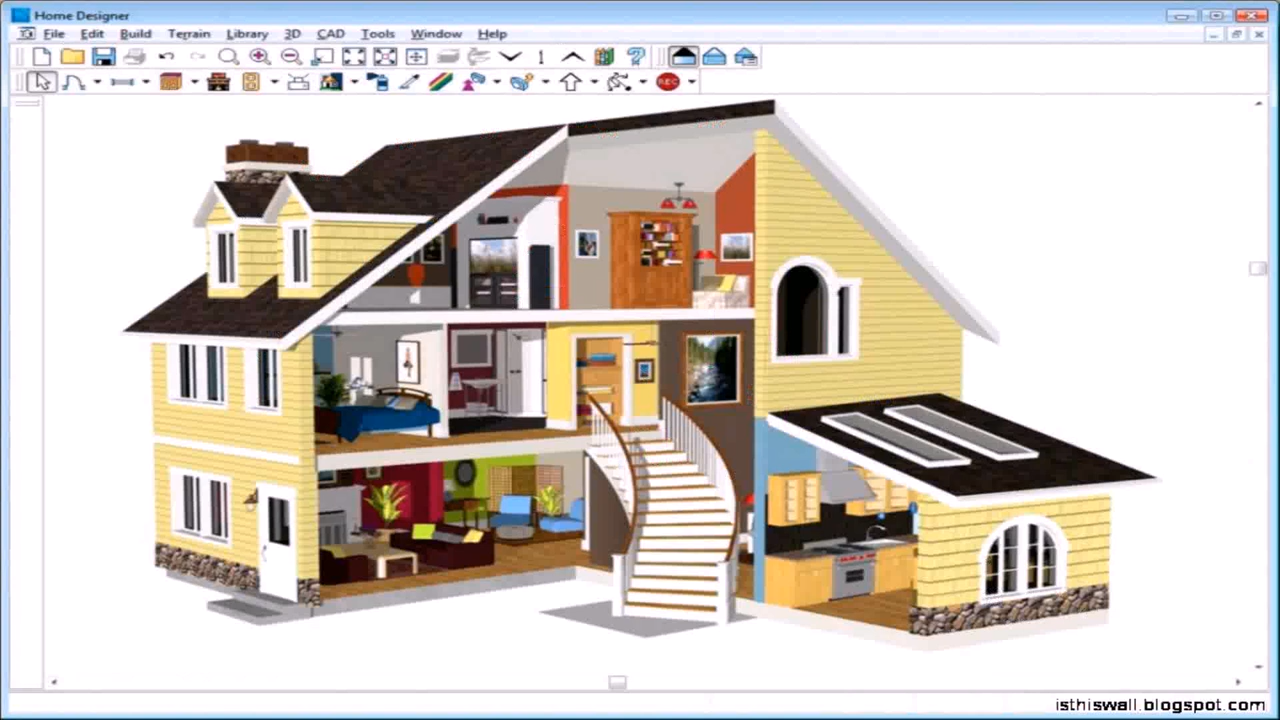 Home Designer
File Edit Build Terrain Library 3D CAD Tools Window Help
REC
isthiswall.blogspot.com